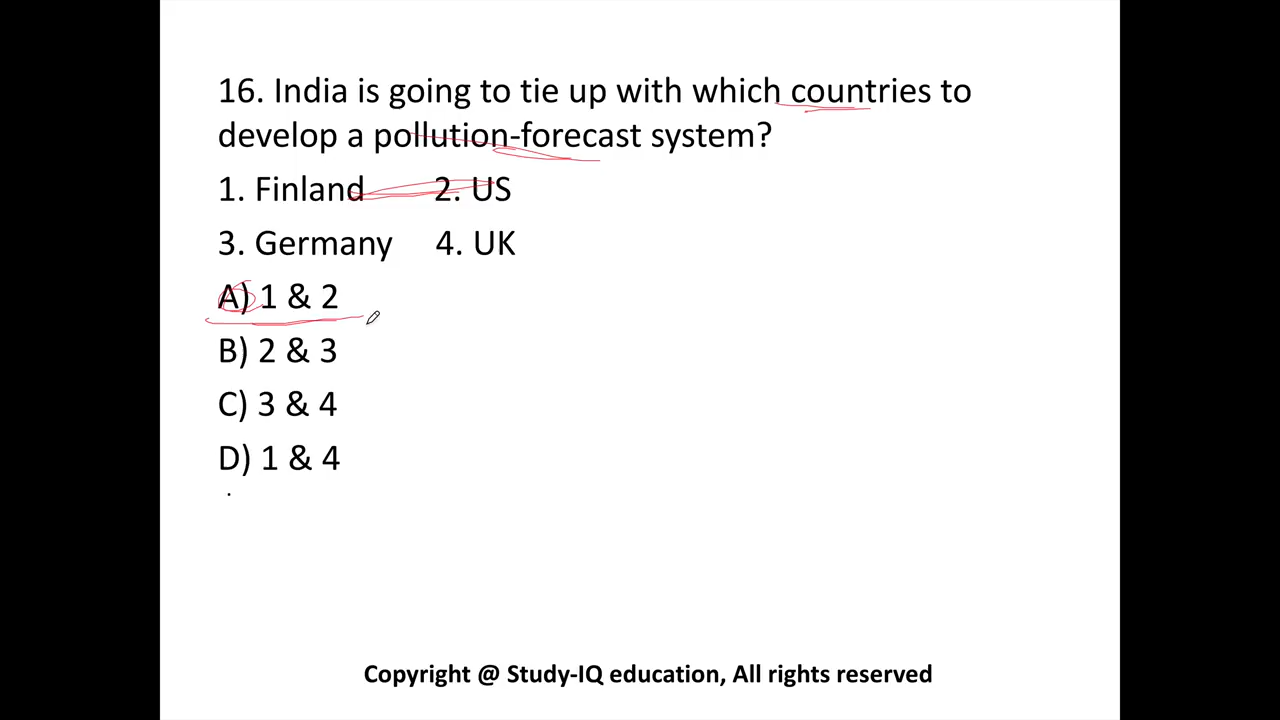 16. India is going to tie up with which countries to
develop a pollution-forecast system?
1. Finland 2. US
3. Germany 4. UK
A) 1 & 2
B) 2 & 3
C) 3 & 4
D) 1 & 4
.
Copyright @ Study-IQ education, All rights reserved